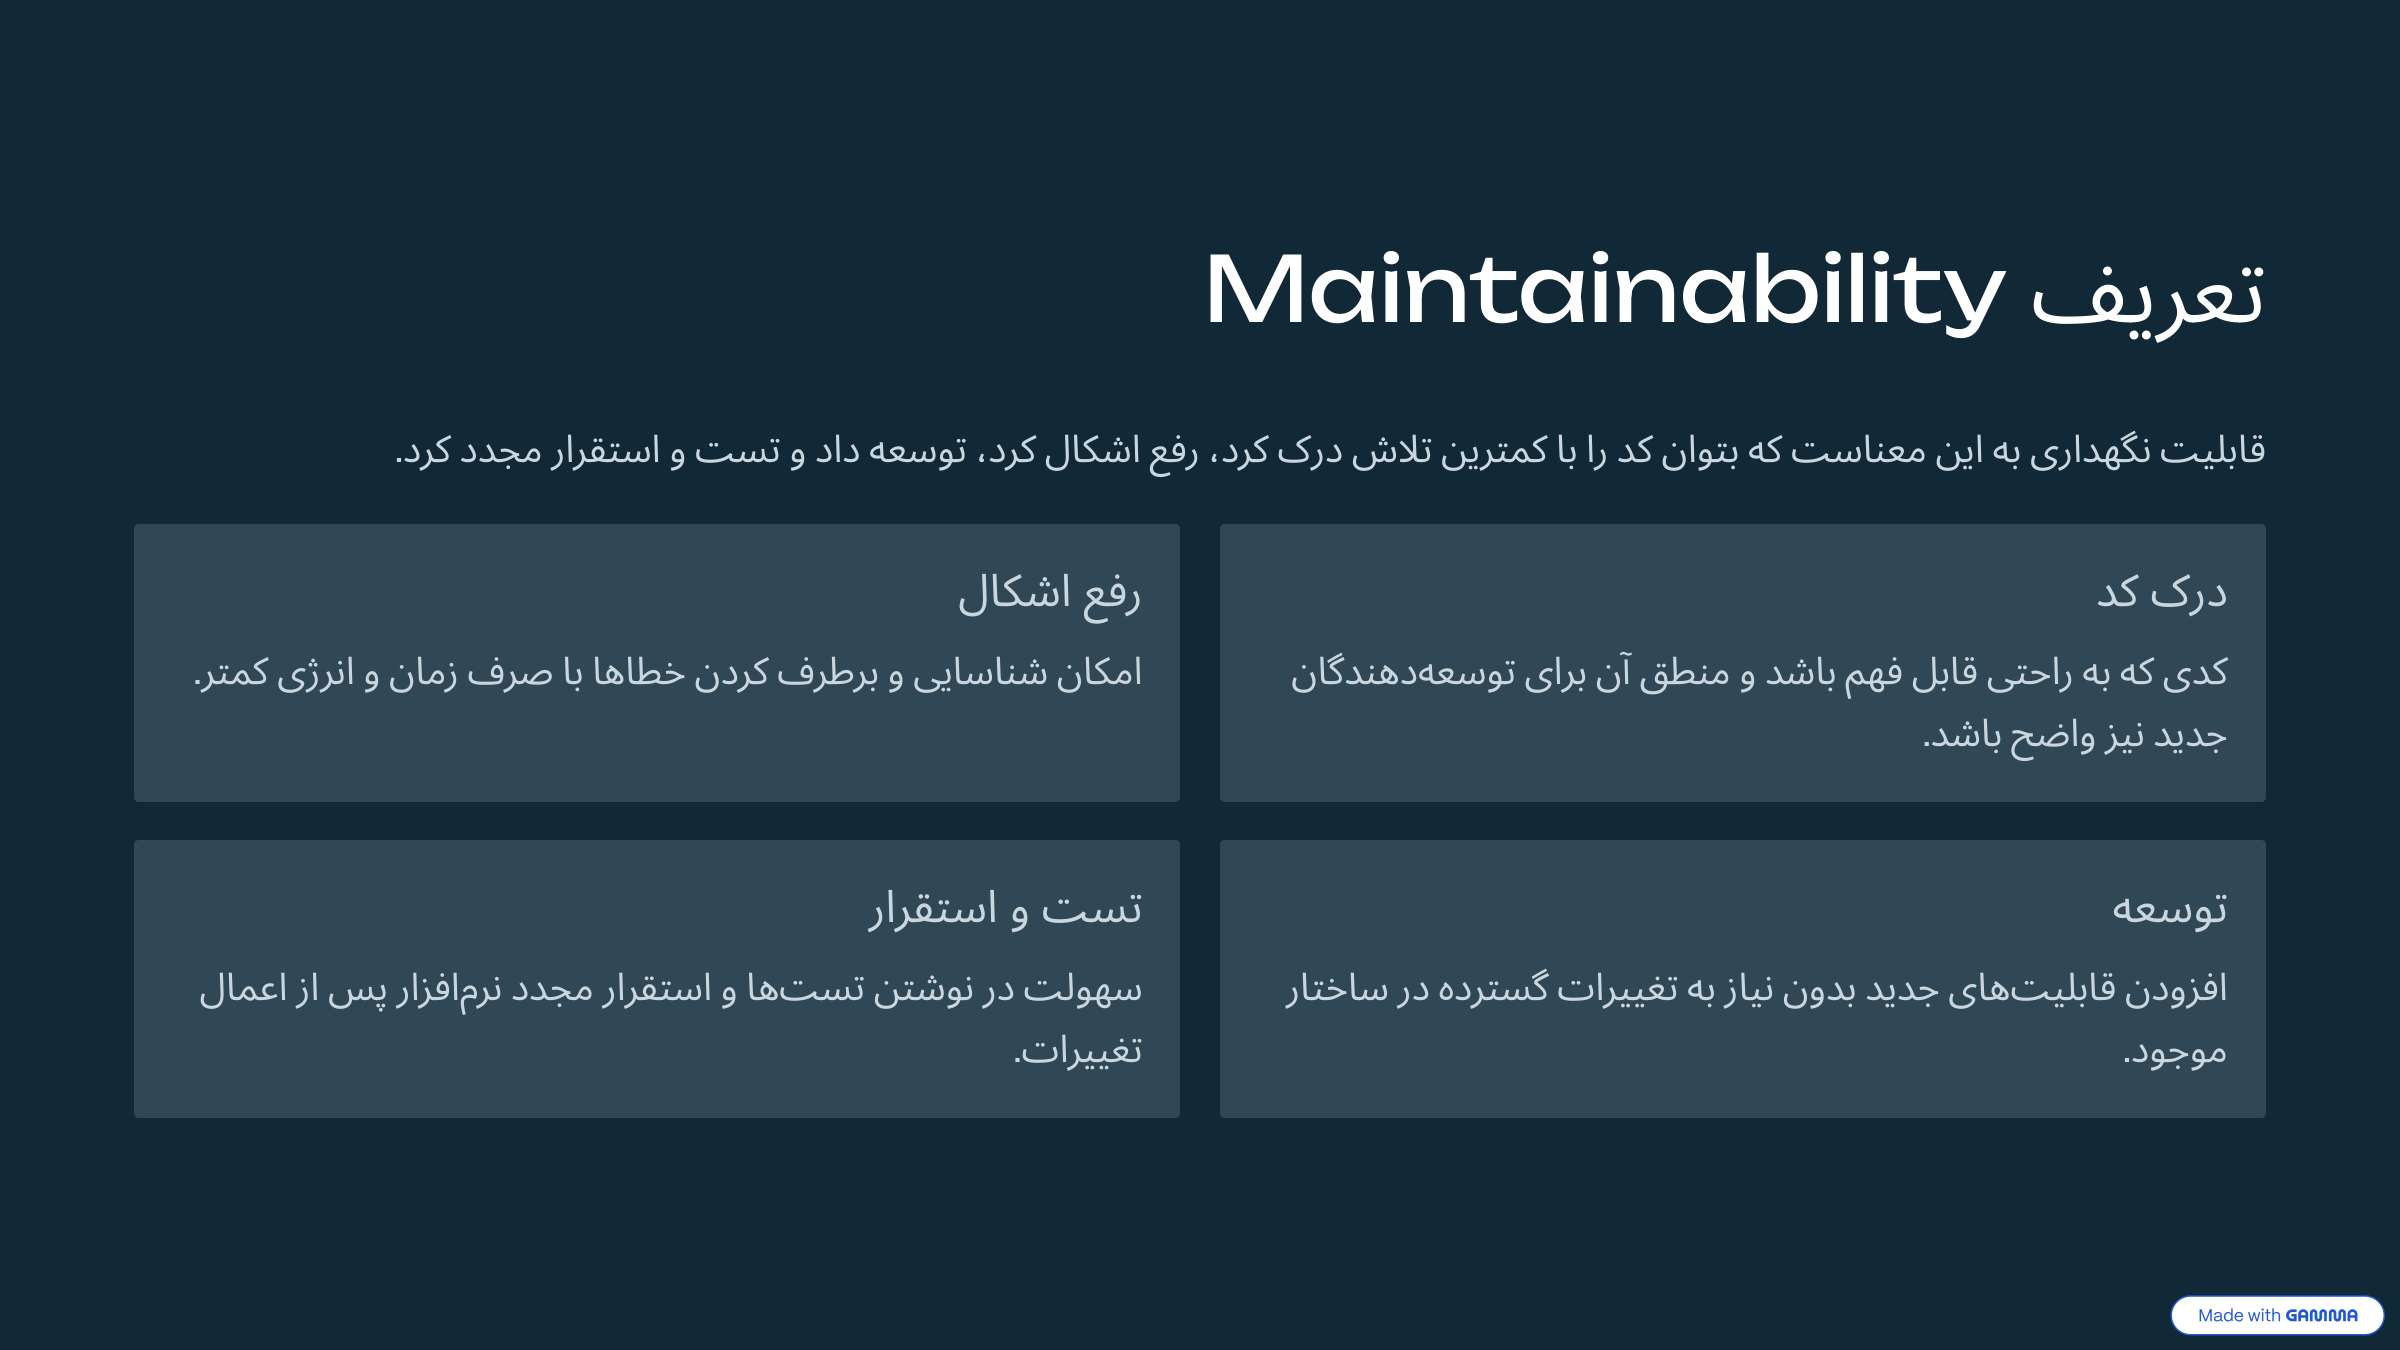 تعریف Maintainability
قابلیت نگهداری به این معناست که بتوان کد را با کمترین تلاش درک کرد، رفع اشکال کرد، توسعه داد و تست و استقرار مجدد کرد.
درک کد
کدی که به راحتی قابل فهم باشد و منطق آن برای توسعه‌دهندگان
جدید نیز واضح باشد.
رفع اشکال
امکان شناسایی و برطرف کردن خطاها با صرف زمان و انرژی کمتر.
توسعه
افزودن قابلیت‌های جدید بدون نیاز به تغییرات گسترده در ساختار
موجود.
تست و استقرار
سهولت در نوشتن تست‌ها و استقرار مجدد نرم‌افزار پس از اعمال
تغییرات.
Made with GAMMA